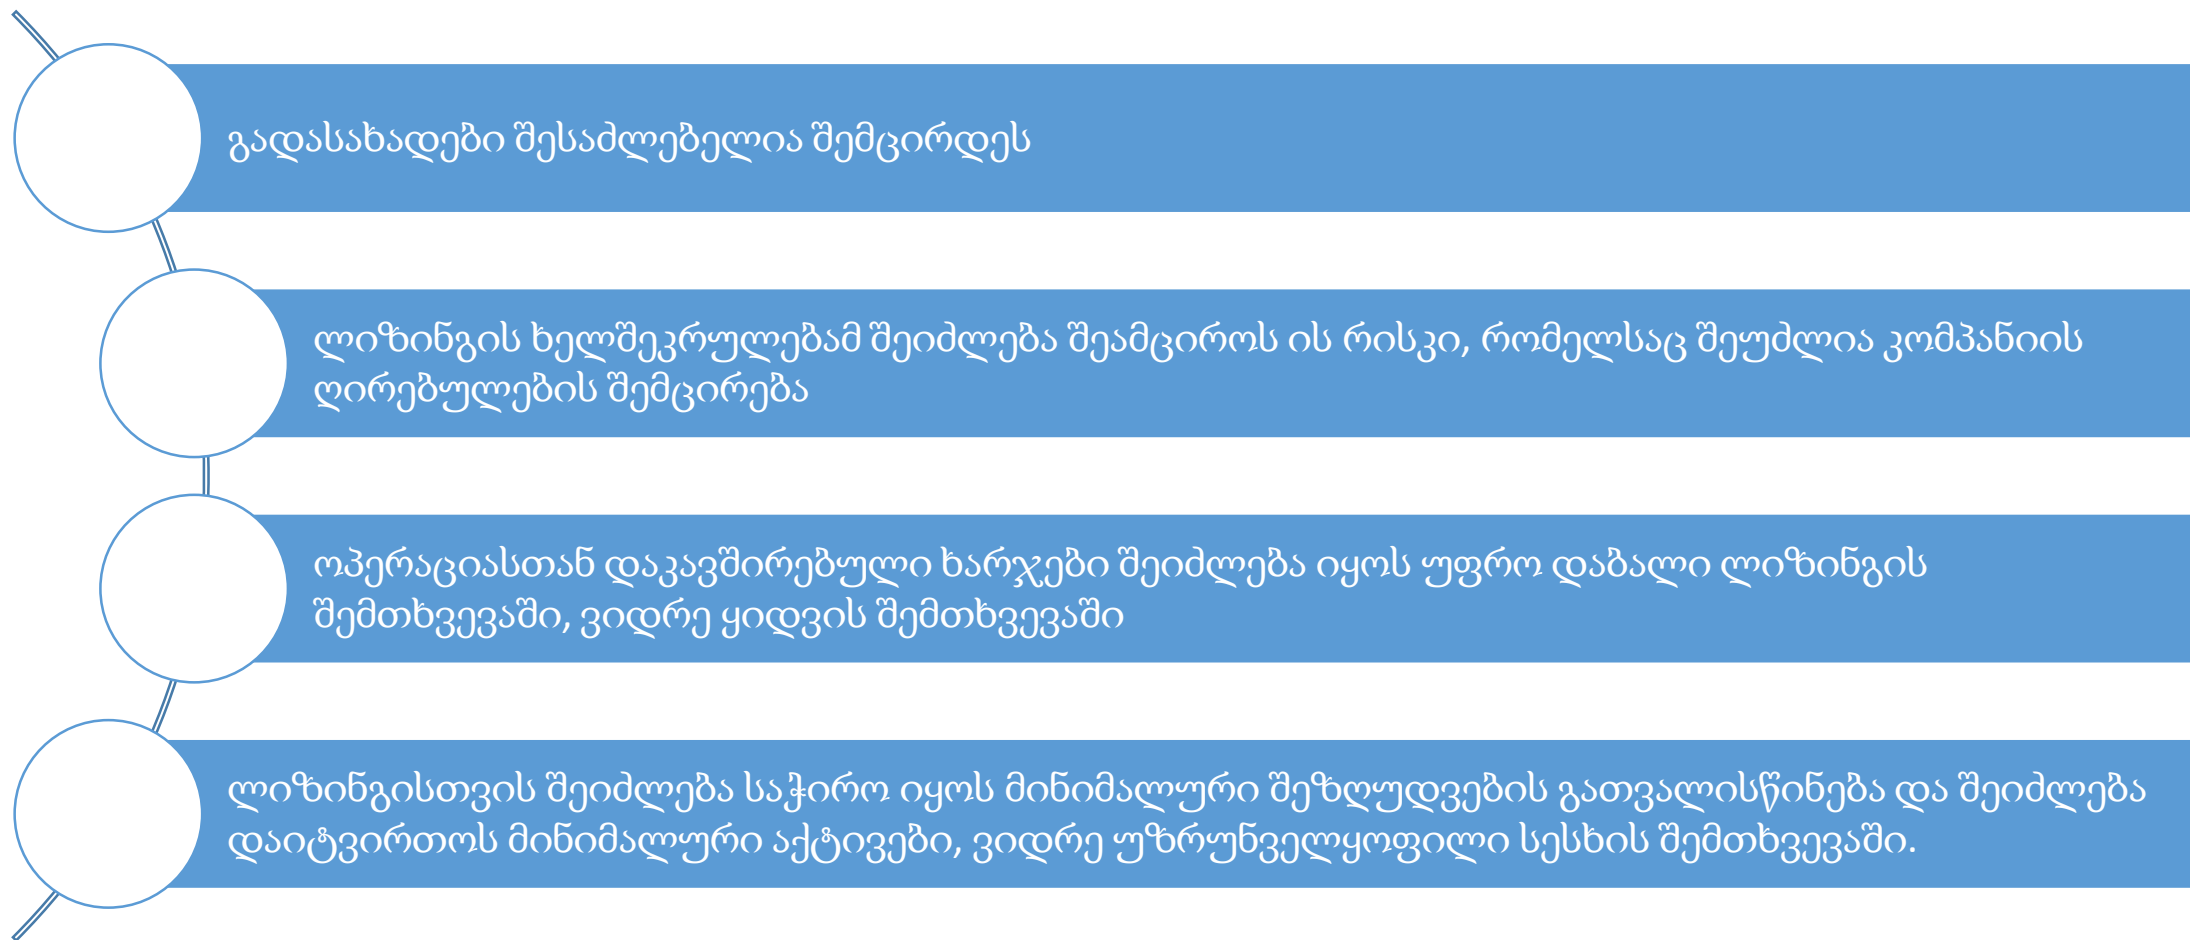 გადასახადები შესაძლებელია შემცირდეს
ლიზინგის ხელშეკრულებამ შეიძლება შეამციროს ის რისკი, რომელსაც შეუძლია კომპანიის
ღირებულების შემცირება
ოპერაციასთან დაკავშირებული ხარჯები შეიძლება იყოს უფრო დაბალი ლიზინგის
შემთხვევაში, ვიდრე ყიდვის შემთხვევაში
ლიზინგისთვის შეიძლება საჭირო იყოს მინიმალური შეზღუდვების გათვალისწინება და შეიძლება
დაიტვირთოს მინიმალური აქტივები, ვიდრე უზრუნველყოფილი სესხის შემთხვევაში.